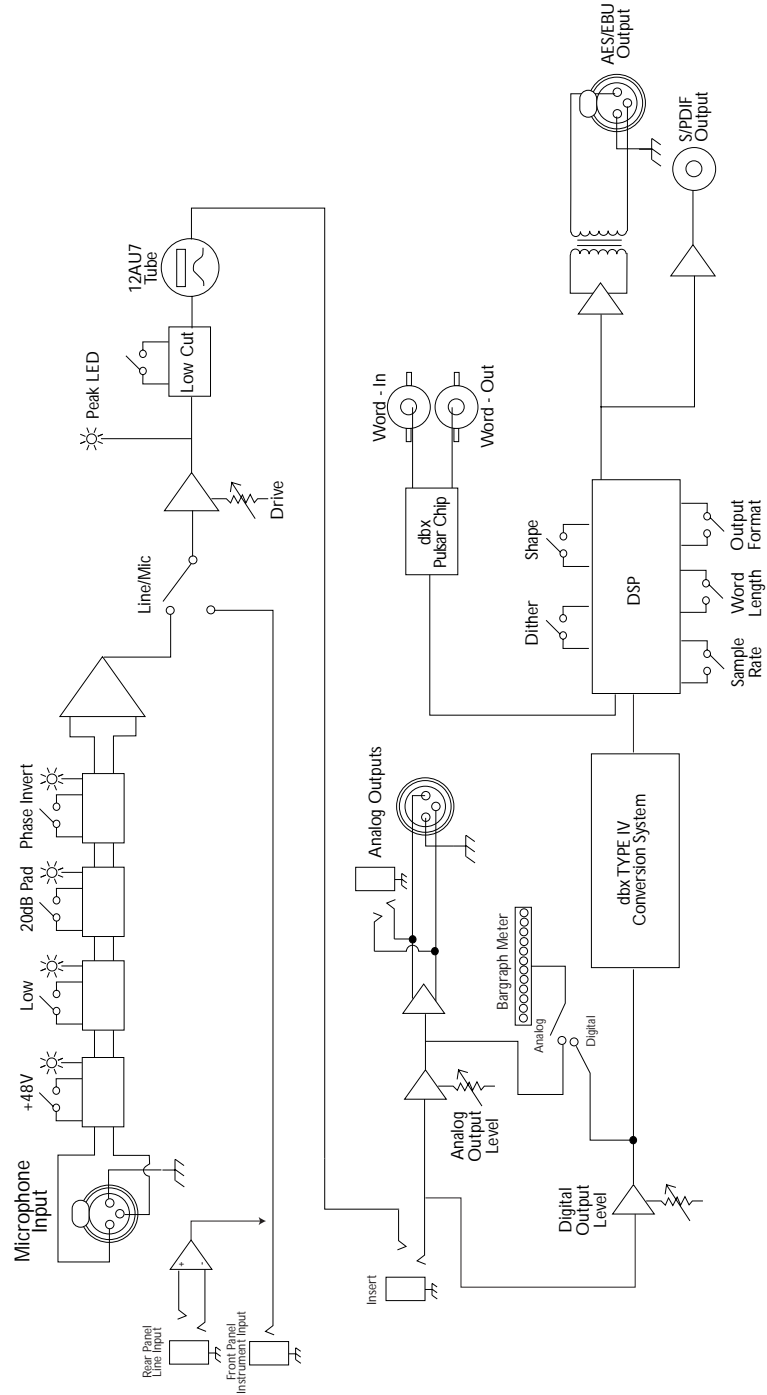 Microphone
Input
+48V
Low
20dB Pad
Phase Invert
Line/Mic
Drive
Peak LED
Low Cut
12AU7
Tube
Rear Panel
Line Input
+
-
Front Panel
Instrument Input
Insert
Analog
Output
Level
Analog Outputs
Bargraph Meter
Analog
Digital
Digital
Output
Level
dbx TYPE IV
Conversion System
dbx
Pulsar Chip
Word - In
Word - Out
Dither
Shape
DSP
Sample
Rate
Word
Length
Output
Format
AES/EBU
Output
S/PDIF
Output